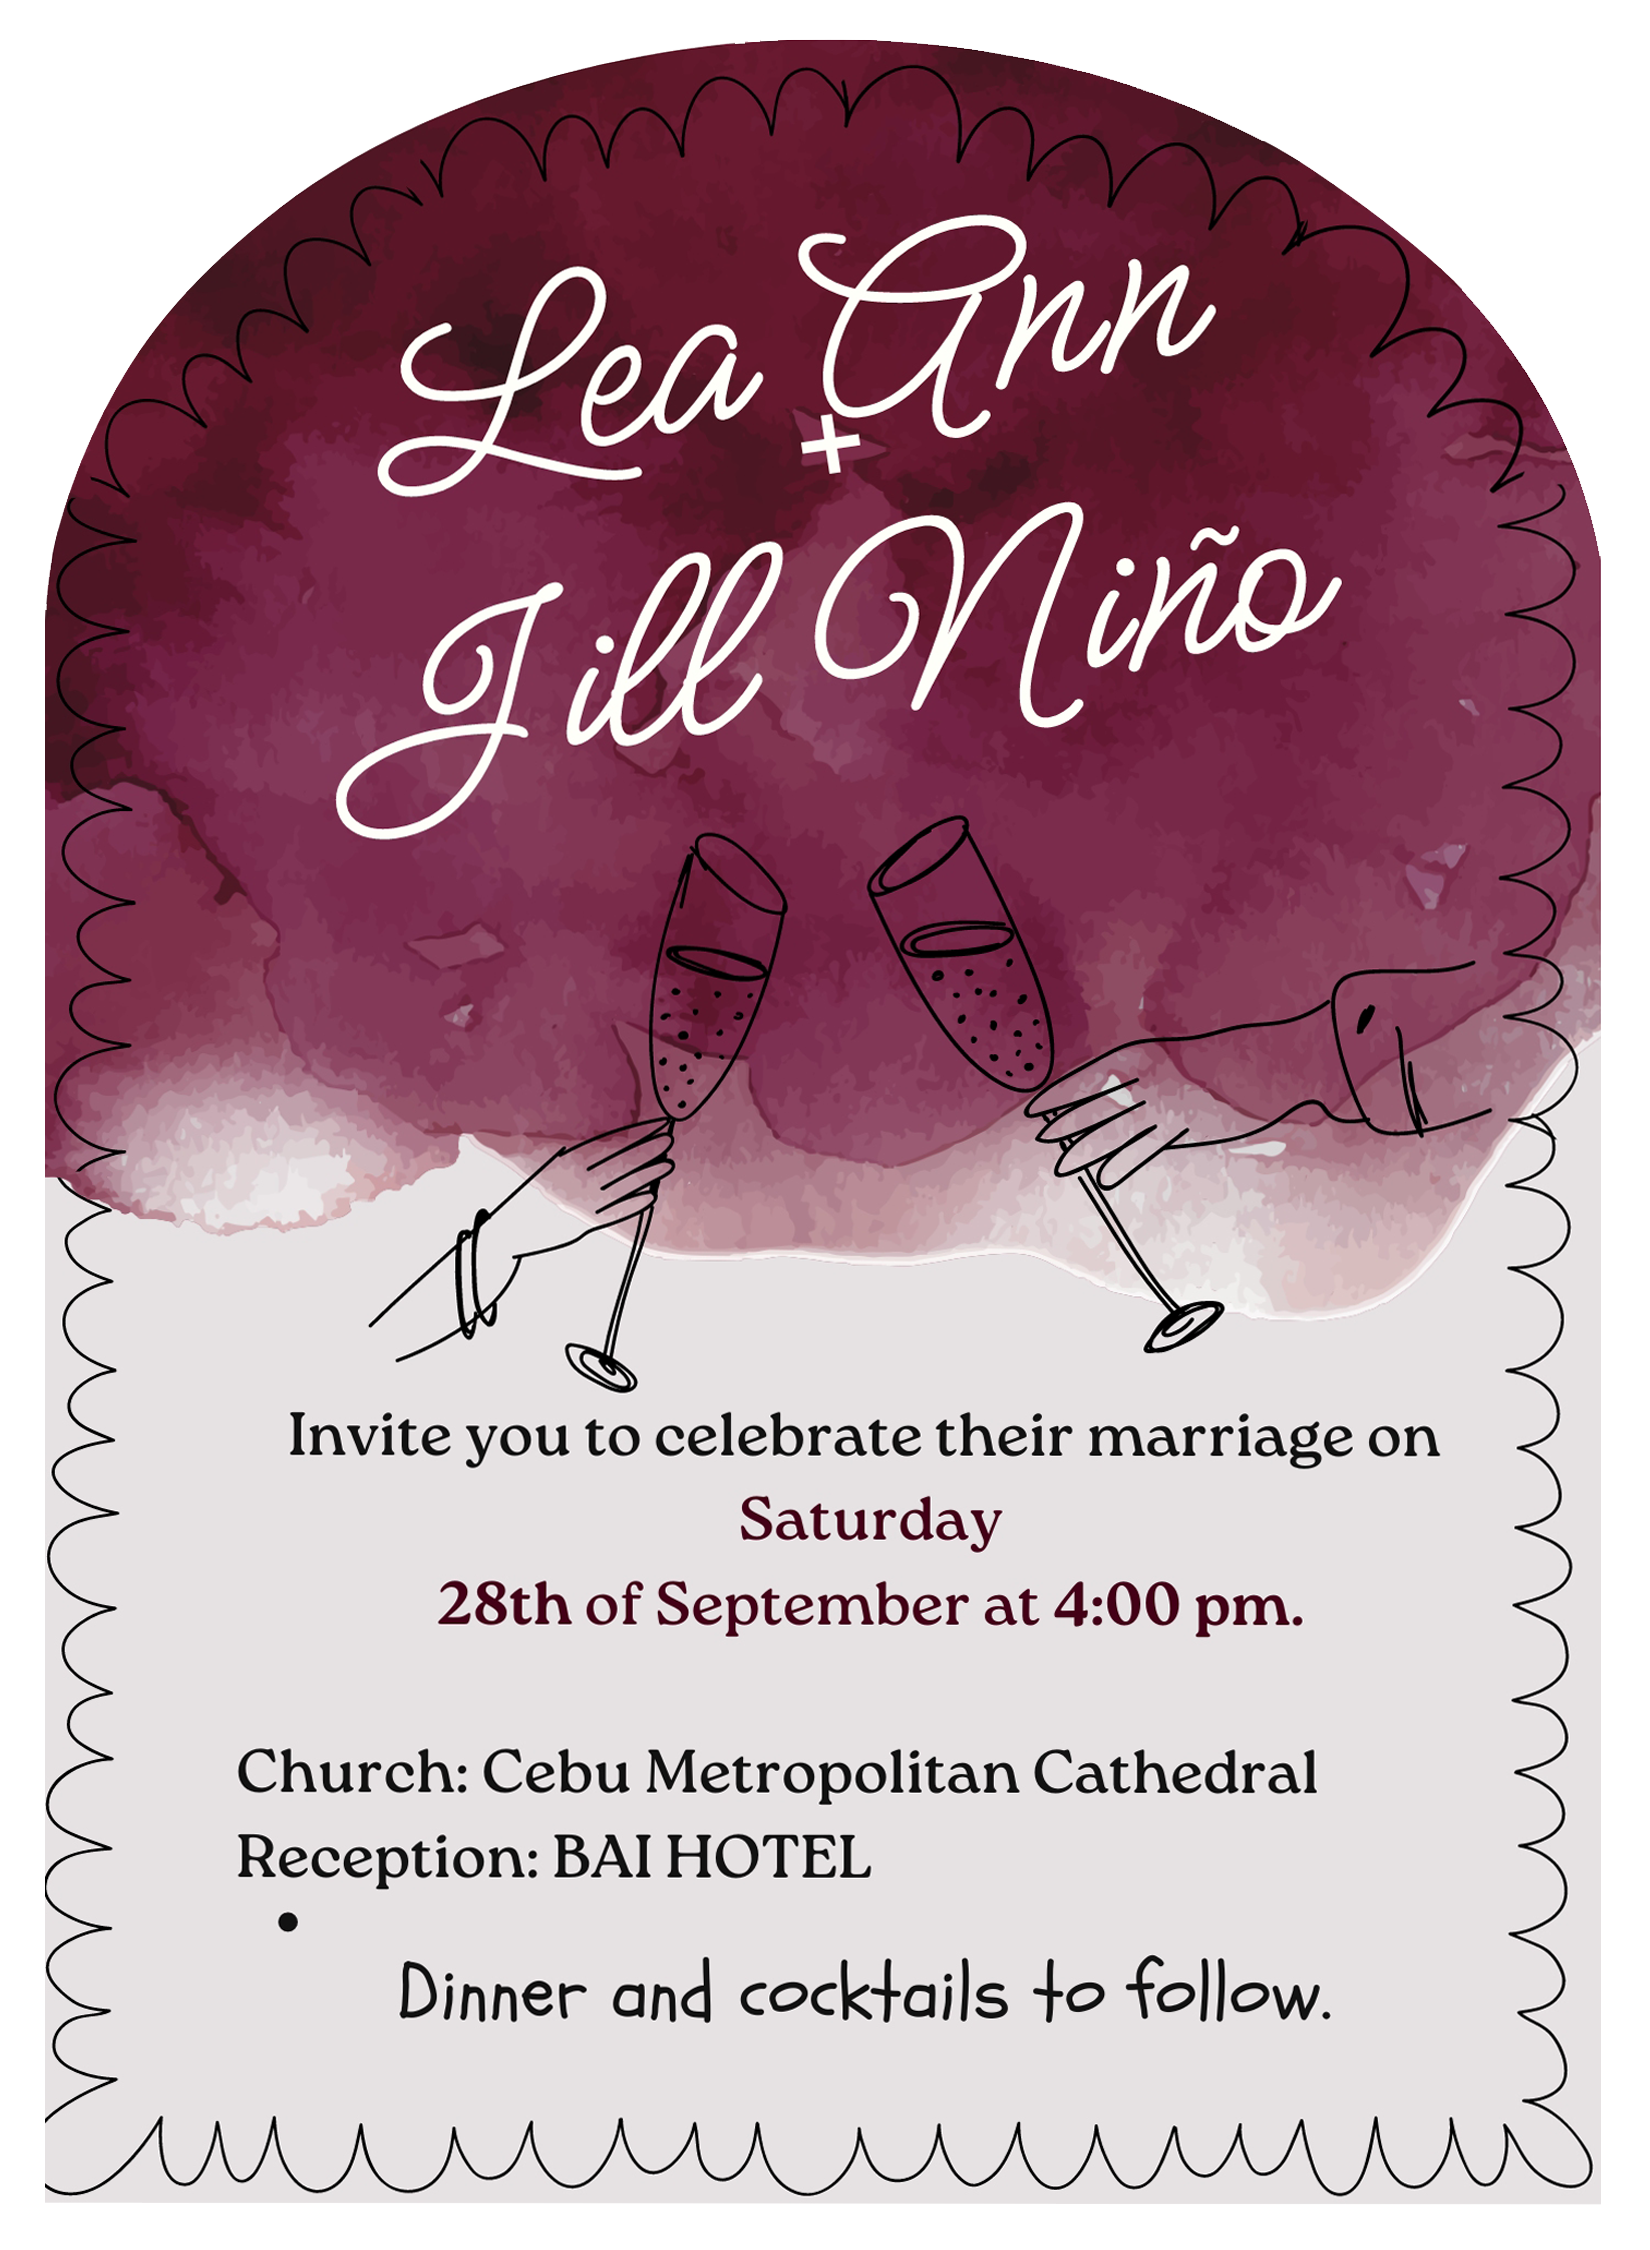 Lea Ann
+
Jill Niño
Invite you to celebrate their marriage on
Saturday
28th of September at 4:00 pm.
Church: Cebu Metropolitan Cathedral
Reception: BAI HOTEL
•
Dinner and cocktails to follow.